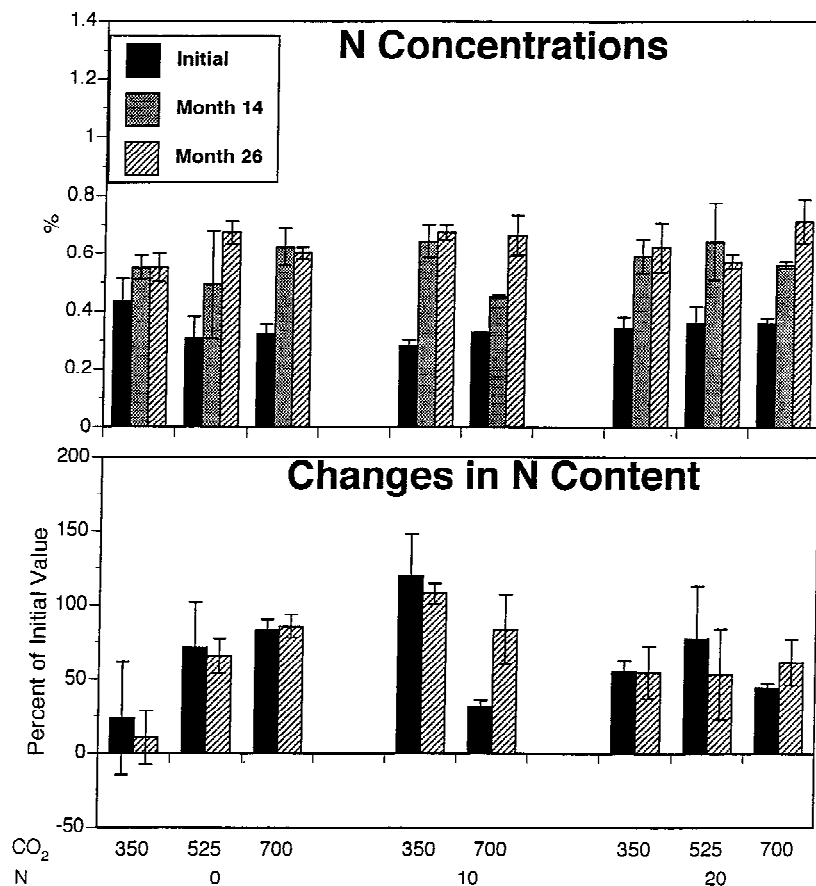 N Concentrations
Initial
Month 14
Month 26
1.4
1.2
1
0.8
0.6
0.4
0.2
0
%
Changes in N Content
200
150
100
50
0
-50
Percent of Initial Value
CO2 350 525 700 350 700 350 525 700
N 0 10 20